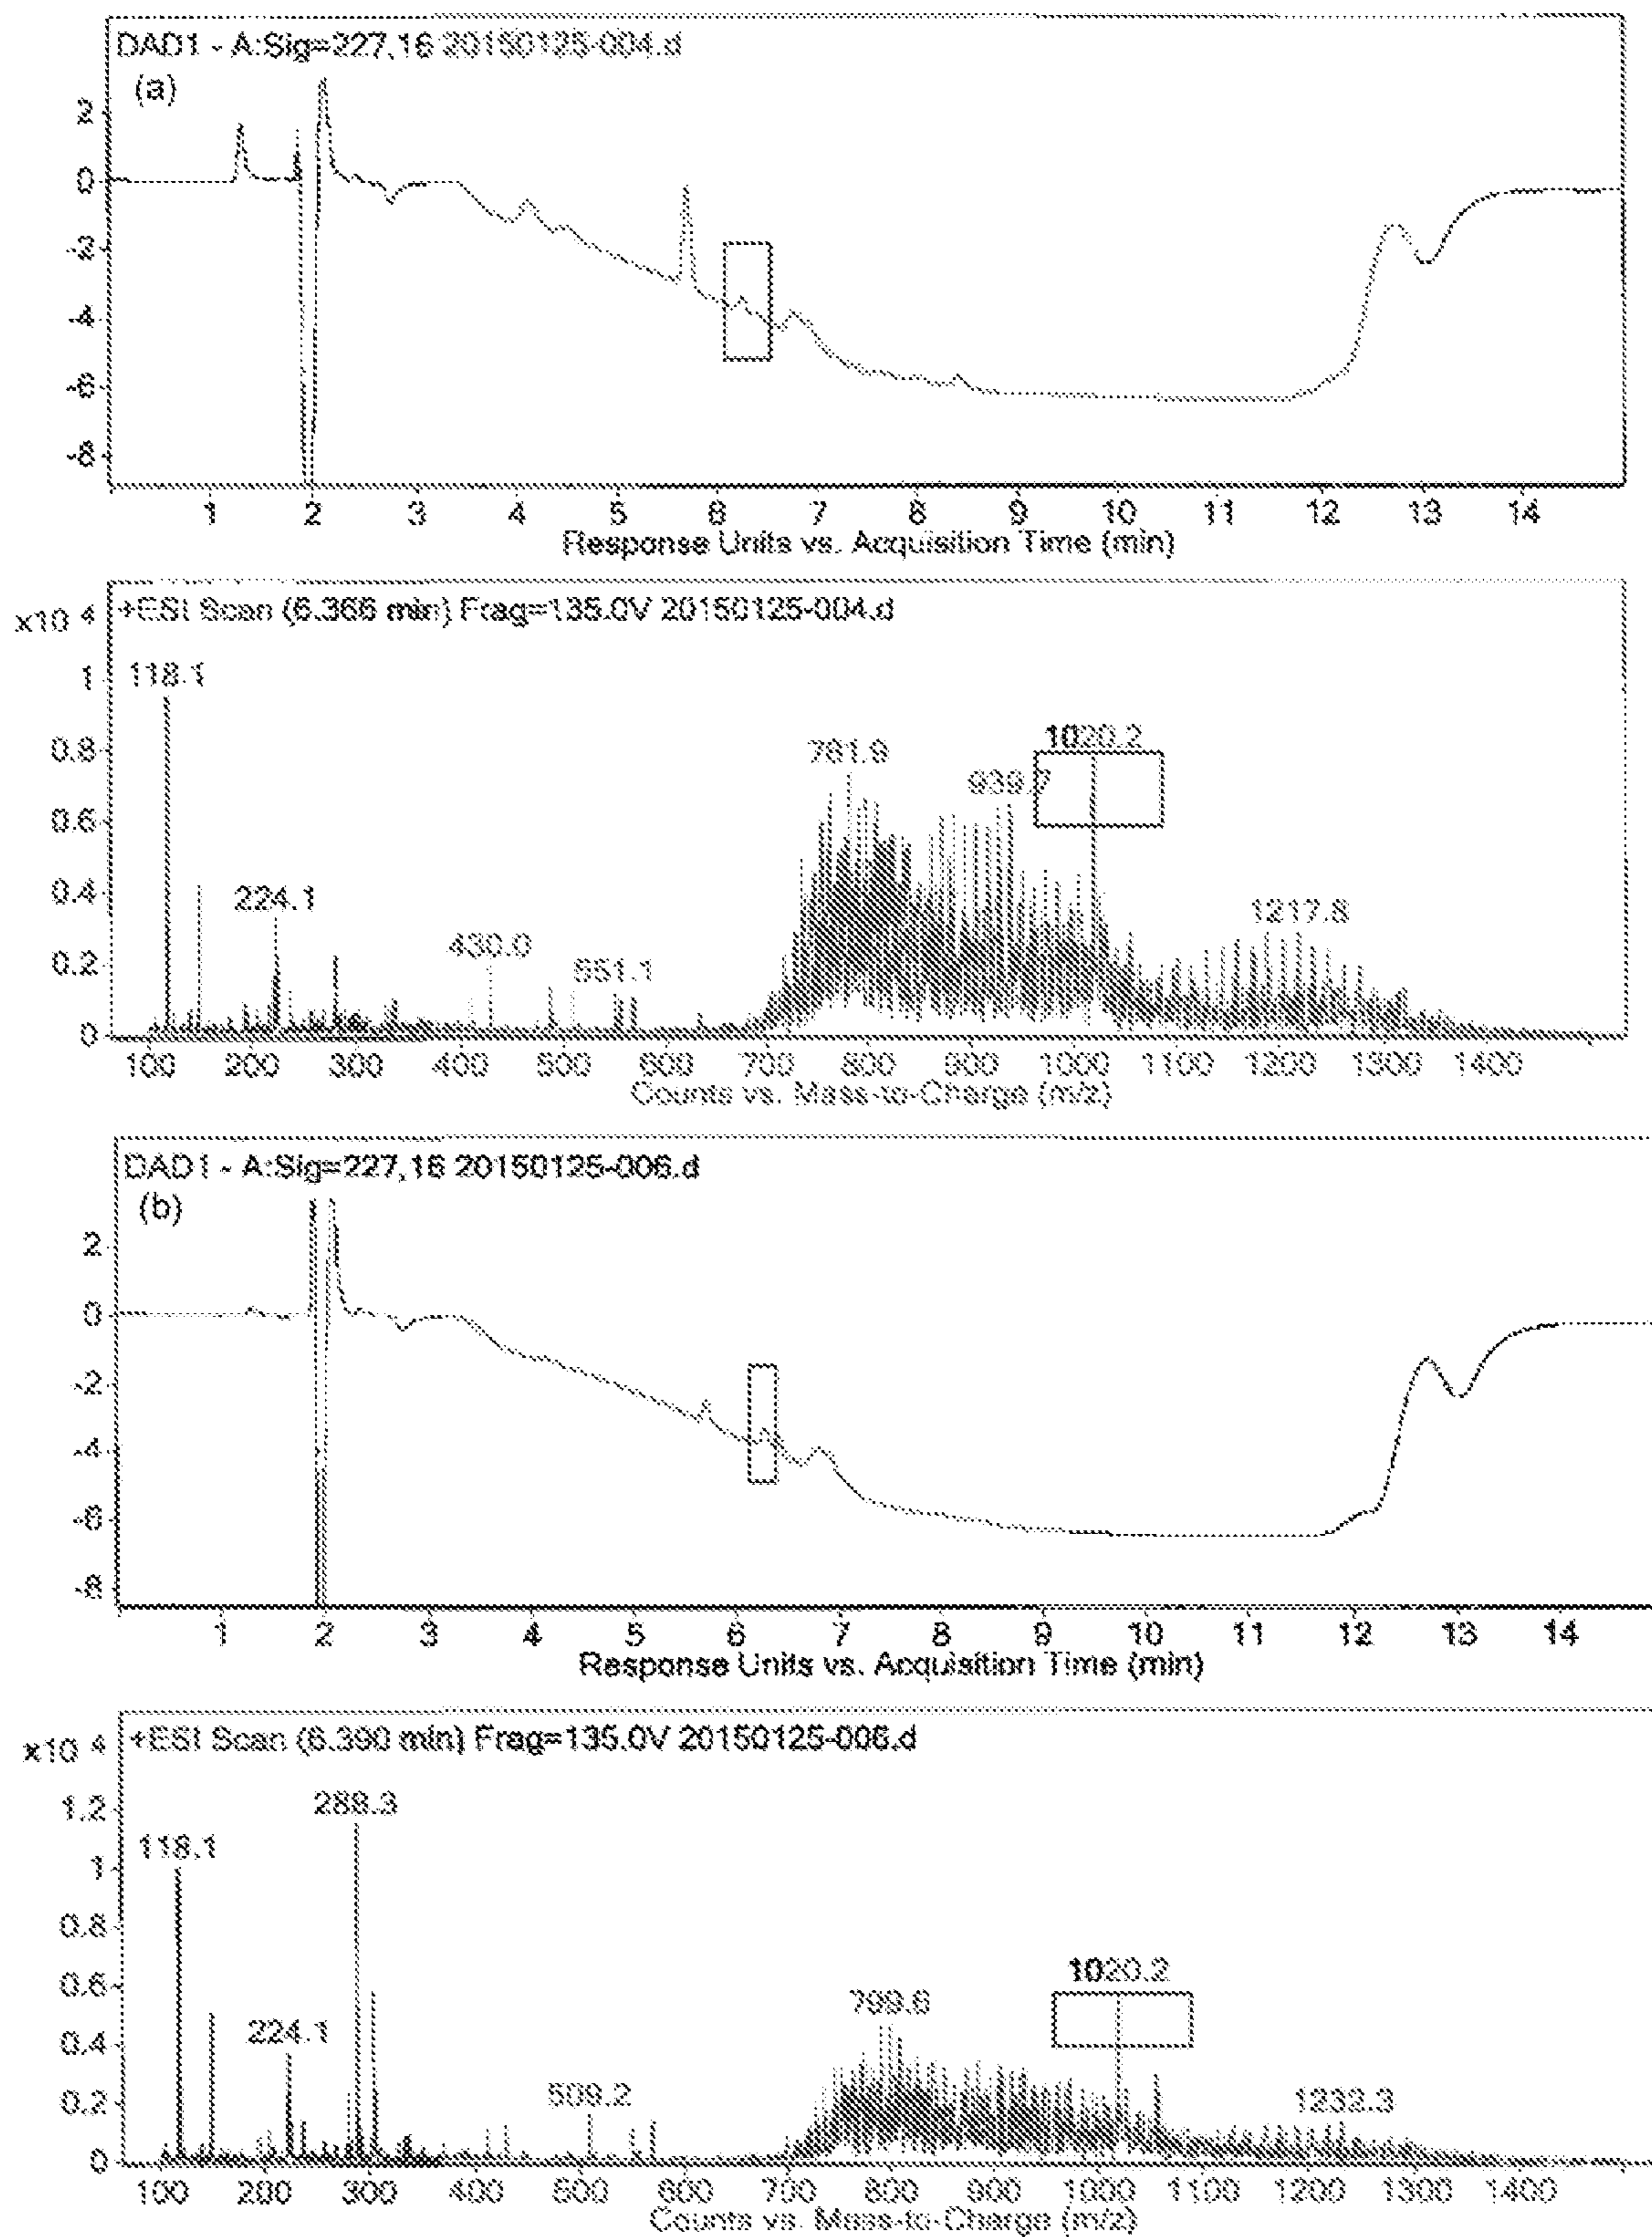 DAD1 - A:Sig=227,16 20150125-004.d
(a)
2
0
-2
-4
-6
-8
1 2 3 4 5 6 7 8 9 10 11 12 13 14
Response Units vs. Acquisition Time (min)
x10 4 +ESI Scan (6.366 min) Frag=135.0V 20150125-004.d
1 118.1
0.8 781.9 1020.2
939.7
0.6
0.4 224.1 1217.8
430.0
0.2 551.1
0
100 200 300 400 500 600 700 800 900 1000 1100 1200 1300 1400
Counts vs. Mass-to-Charge (m/z)
DAD1 - A:Sig=227,16 20150125-006.d
(b)
2
0
-2
-4
-6
-8
1 2 3 4 5 6 7 8 9 10 11 12 13 14
Response Units vs. Acquisition Time (min)
x10 4 +ESI Scan (6.390 min) Frag=135.0V 20150125-006.d
1.2 288.3
118.1
1
0.8
0.6 1020.2
799.6
0.4 224.1
0.2 509.2 1232.3
0
100 200 300 400 500 600 700 800 900 1000 1100 1200 1300 1400
Counts vs. Mass-to-Charge (m/z)